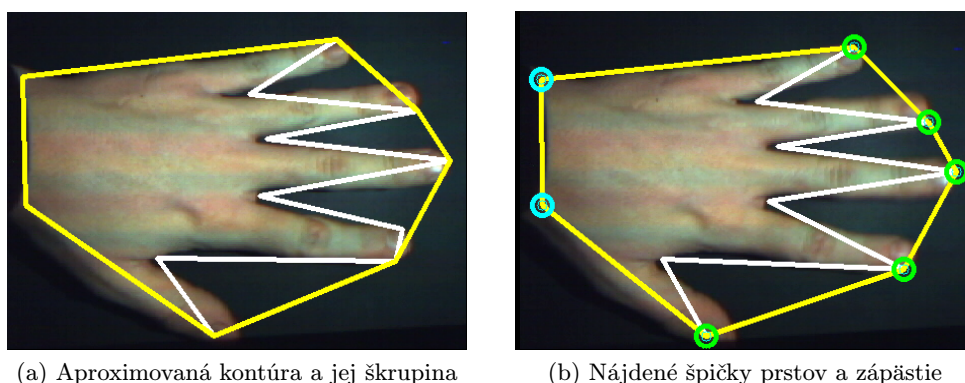 (a) Aproximovaná kontúra a jej škrupina
(b) Nájdené špičky prstov a zápästie